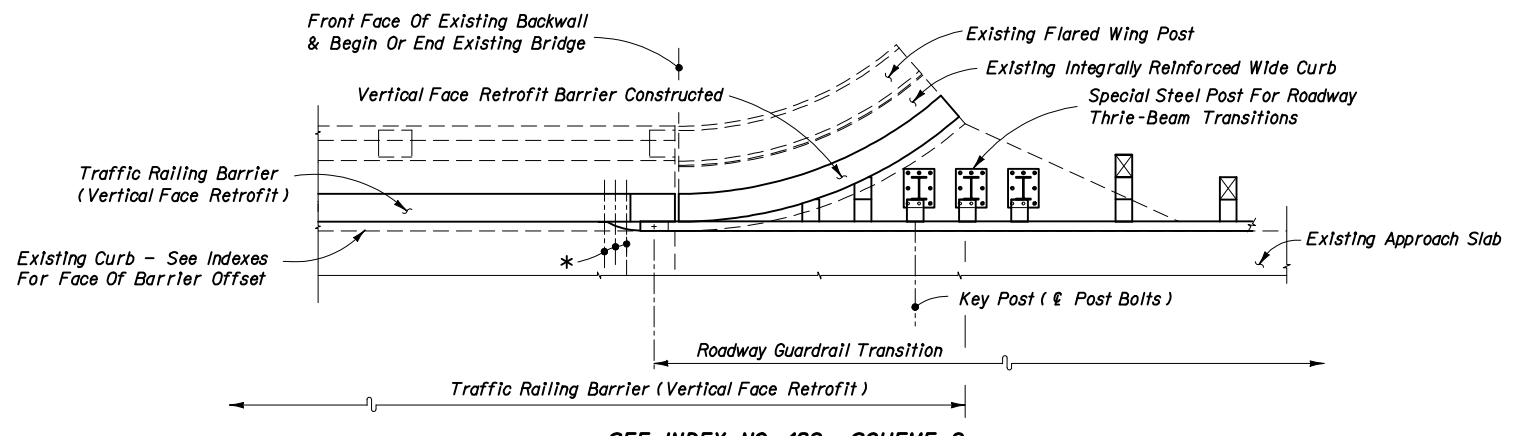 Front Face Of Existing Backwall
& Begin Or End Existing Bridge
Existing Flared Wing Post
Existing Integrally Reinforced Wide Curb
Vertical Face Retrofit Barrier Constructed
Special Steel Post For Roadway
Thrie-Beam Transitions
Traffic Railing Barrier
(Vertical Face Retrofit)
Existing Curb - See Indexes
For Face Of Barrier Offset
*
Existing Approach Slab
Key Post (℄ Post Bolts)
Roadway Guardrail Transition
Traffic Railing Barrier (Vertical Face Retrofit)